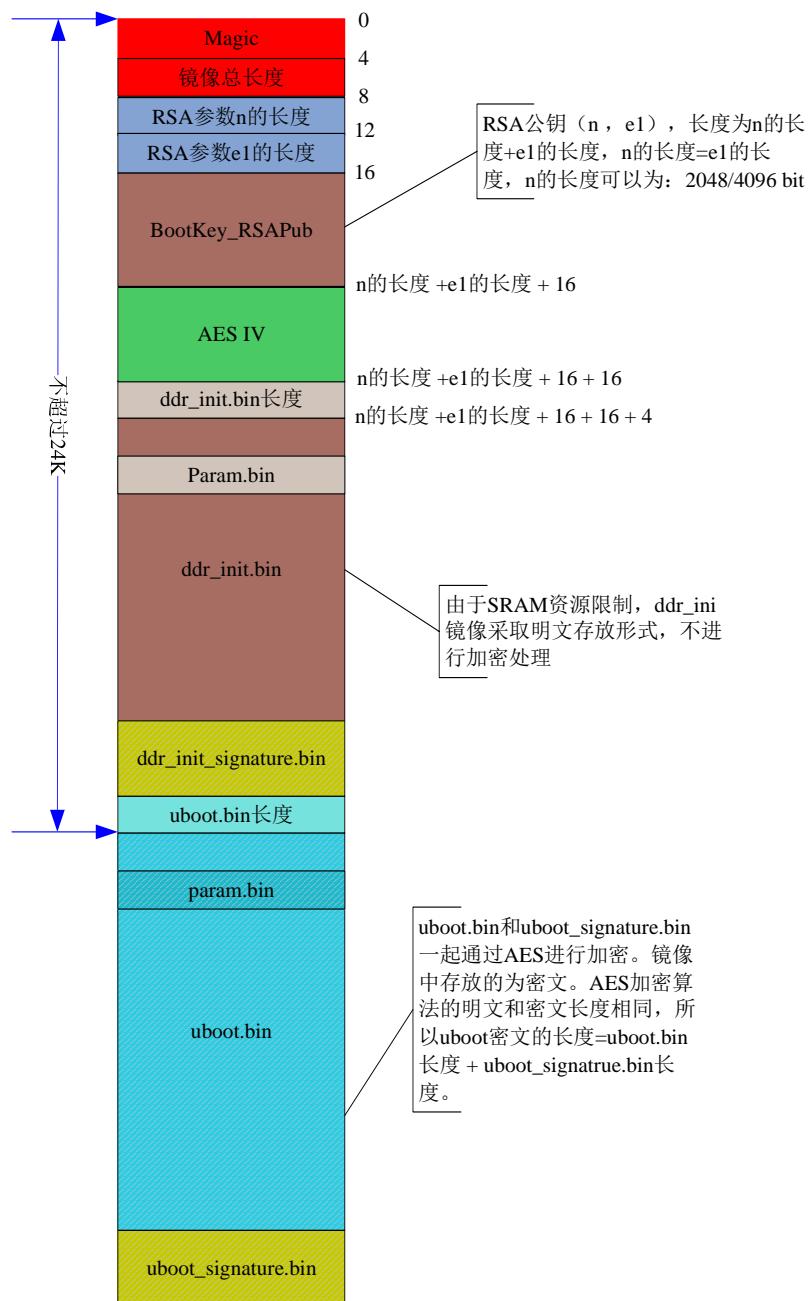 0
Magic
4
镜像总长度
8
RSA参数n的长度
12
RSA参数e1的长度
16
RSA公钥（n ，e1），长度为n的长
度+e1的长度，n的长度=e1的长
度，n的长度可以为：2048/4096 bit
BootKey_RSAPub
n的长度 +e1的长度 + 16
AES IV
n的长度 +e1的长度 + 16 + 16
ddr_init.bin长度
n的长度 +e1的长度 + 16 + 16 + 4
不超过24K
Param.bin
ddr_init.bin
由于SRAM资源限制，ddr_ini
镜像采取明文存放形式，不进
行加密处理
ddr_init_signature.bin
uboot.bin长度
param.bin
uboot.bin和uboot_signature.bin
一起通过AES进行加密。镜像
中存放的为密文。AES加密算
法的明文和密文长度相同，所
以uboot密文的长度=uboot.bin
长度 + uboot_signatrue.bin长
度。
uboot.bin
uboot_signature.bin